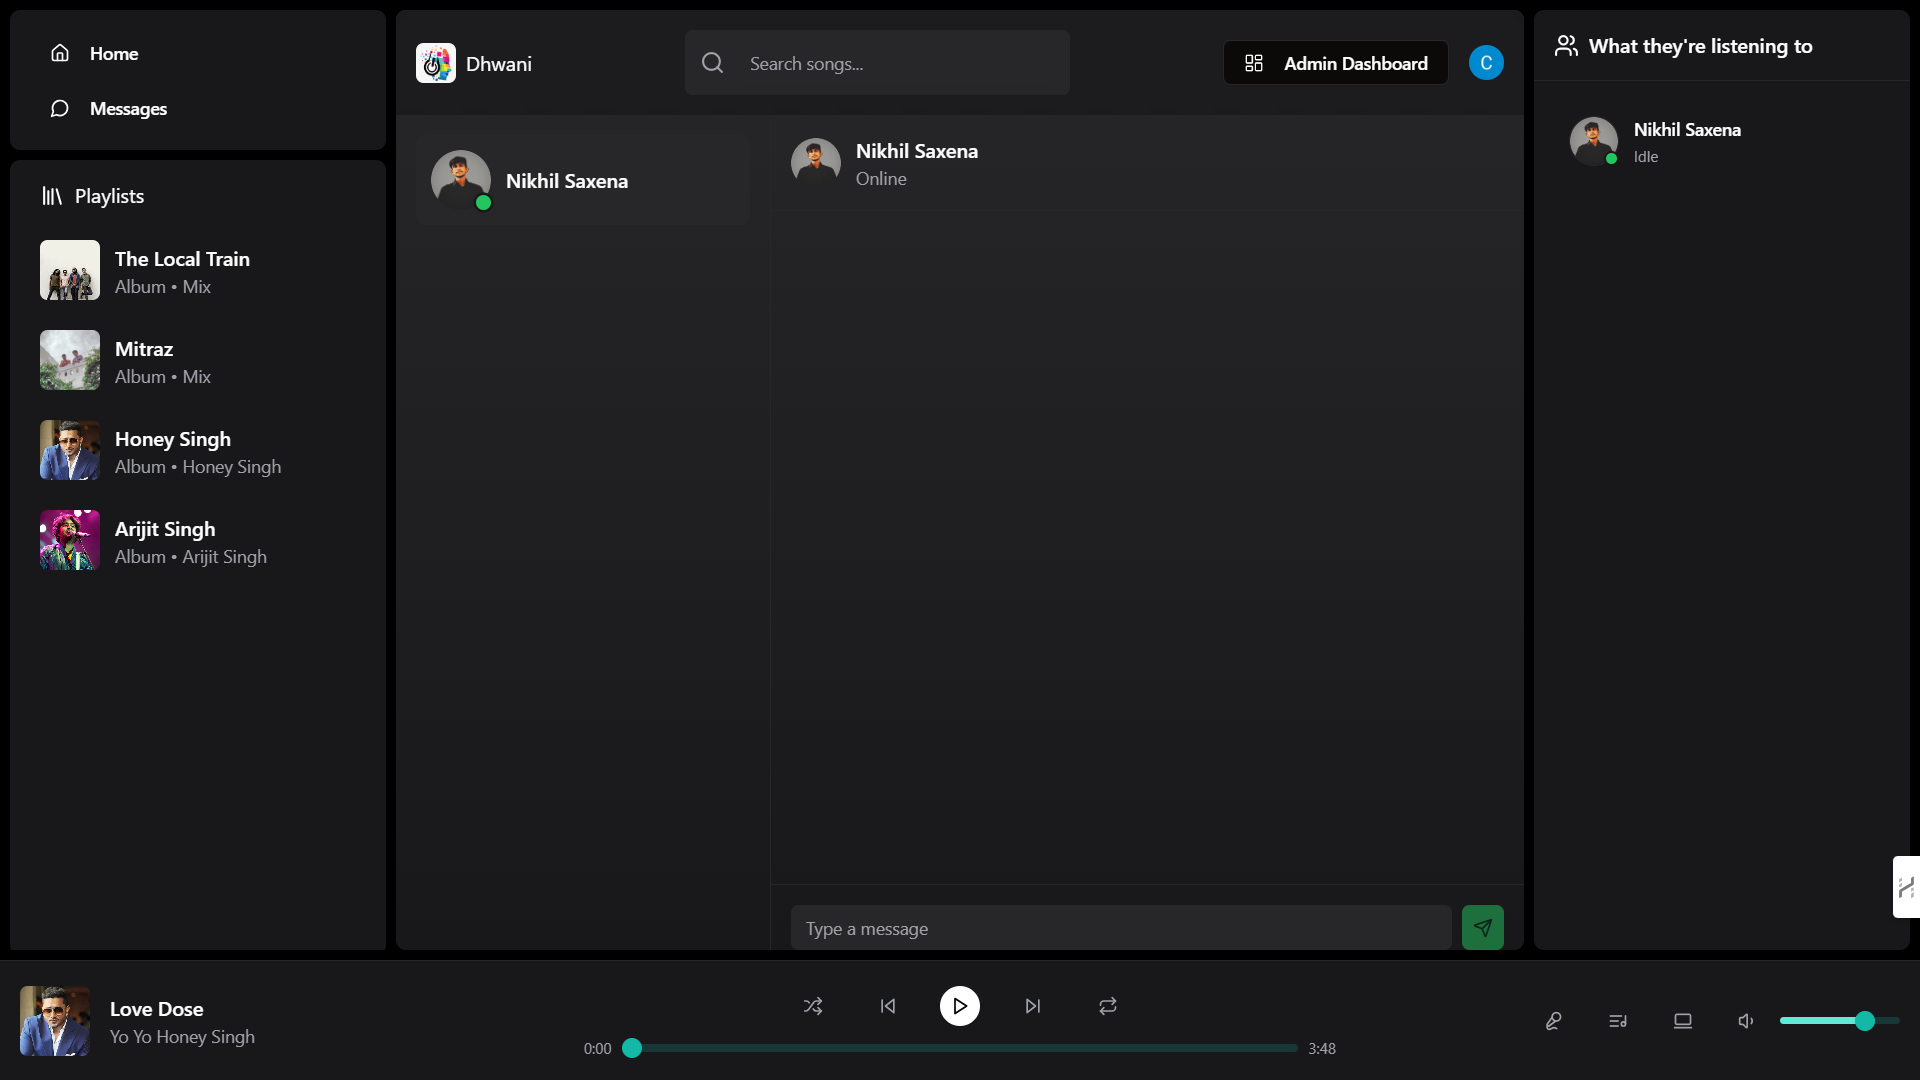 Home
Messages
Playlists
The Local Train
Album • Mix
Mitraz
Album • Mix
Honey Singh
Album • Honey Singh
Arijit Singh
Album • Arijit Singh
Dhwani
Search songs...
Admin Dashboard
C
Nikhil Saxena
Nikhil Saxena
Online
Type a message
What they're listening to
Nikhil Saxena
Idle
Love Dose
Yo Yo Honey Singh
0:00
3:48